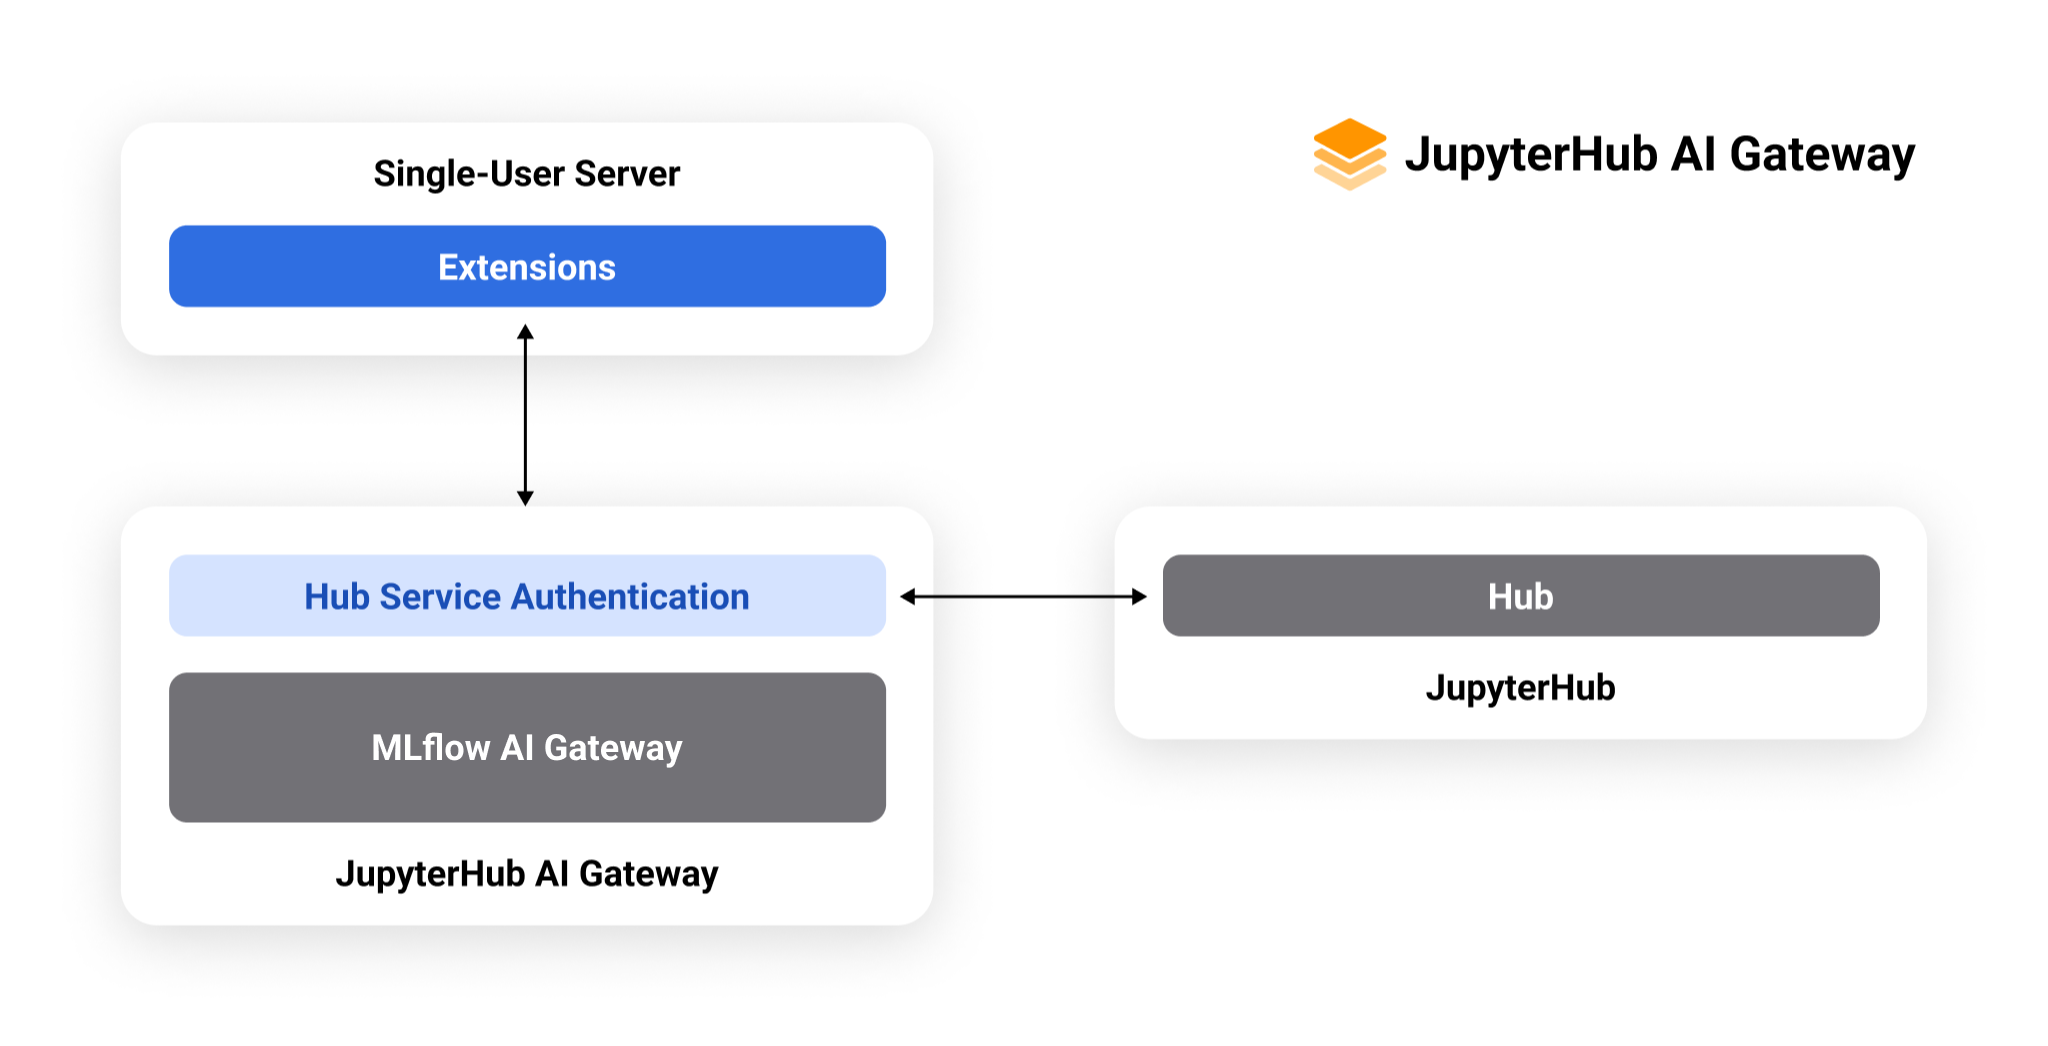 JupyterHub AI Gateway
Single-User Server
Extensions
Hub Service Authentication
MLflow AI Gateway
JupyterHub AI Gateway
Hub
JupyterHub